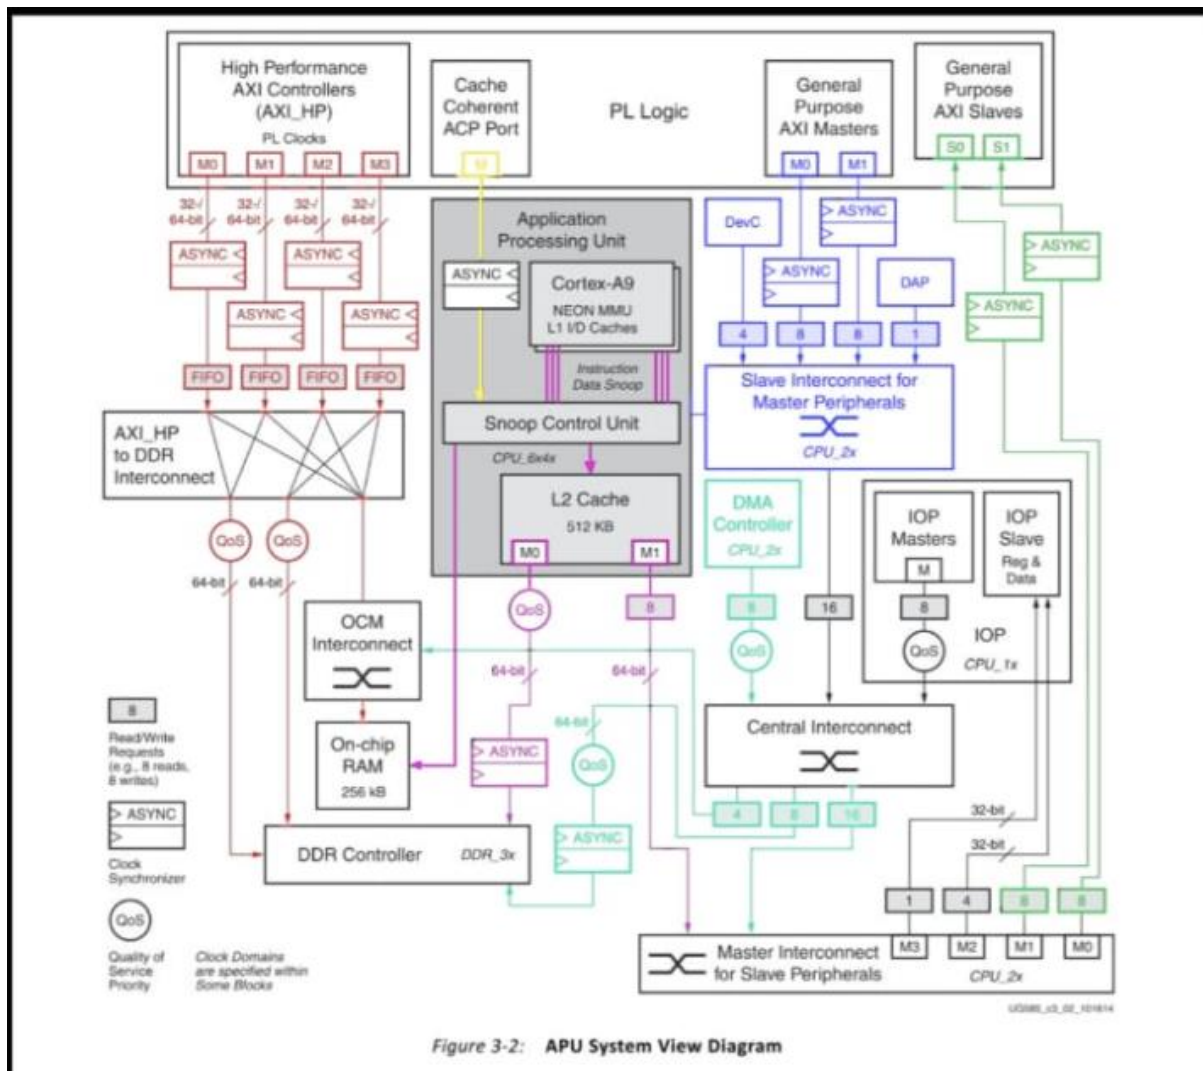 High Performance
AXI Controllers
(AXI_HP)
PL Clocks
M0 M1 M2 M3
Cache
Coherent
ACP Port
M
PL Logic
General
Purpose
AXI Masters
M0 M1
General
Purpose
AXI Slaves
S0 S1
32-/
64-bit
32-/
64-bit
32-/
64-bit
32-/
64-bit
ASYNC
ASYNC
ASYNC
ASYNC
FIFO FIFO FIFO FIFO
AXI_HP
to DDR
Interconnect
QoS QoS
64-bit 64-bit
Application
Processing Unit
ASYNC
Cortex-A9
NEON MMU
L1 I/D Caches
Instruction
Data Snoop
Snoop Control Unit
CPU_6x4x
L2 Cache
512 KB
M0 M1
QoS
8
64-bit
64-bit
DevC
ASYNC
ASYNC
DAP
4 8 8 1
ASYNC
ASYNC
Slave Interconnect for
Master Peripherals
CPU_2x
DMA
Controller
CPU_2x
8
QoS
16
IOP
Masters
M
8
QoS
IOP
Slave
Reg &
Data
IOP
CPU_1x
OCM
Interconnect
On-chip
RAM
256 kB
ASYNC
64-bit
QoS
ASYNC
Central Interconnect
4 8 16
DDR Controller
DDR_3x
32-bit
32-bit
1 4 8 8
M3 M2 M1 M0
Master Interconnect
for Slave Peripherals
CPU_2x
8
Read/Write
Requests
(e.g., 8 reads,
8 writes)
ASYNC
Clock
Synchronizer
QoS
Quality of
Service
Priority
Clock Domains
are specified within
Some Blocks
UG585_c3_02_101614
Figure 3-2: APU System View Diagram